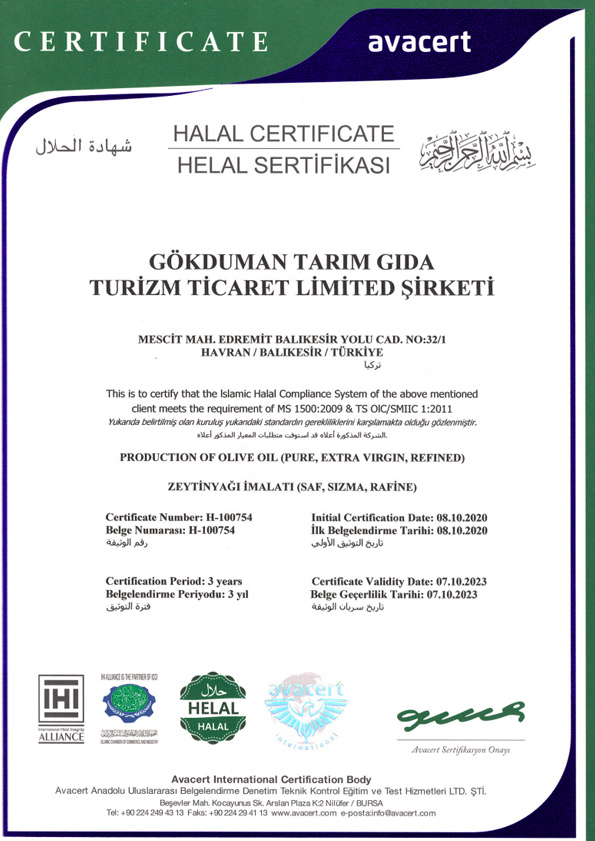 CERTIFICATE
avacert
شهادة الحلال
HALAL CERTIFICATE
HELAL SERTİFİKASI
بسم الله الرحمن الرحيم
GÖKDUMAN TARIM GIDA
TURİZM TİCARET LİMİTED ŞİRKETİ
MESCİT MAH. EDREMİT BALIKESİR YOLU CAD. NO:32/1
HAVRAN / BALIKESİR / TÜRKİYE
تركيا
This is to certify that the Islamic Halal Compliance System of the above mentioned
client meets the requirement of MS 1500:2009 & TS OIC/SMIIC 1:2011
Yukarıda belirtilmiş olan kuruluş yukarıdaki standardın gerekliliklerini karşılamakta olduğu gözlenmiştir.
الشركة المذكورة أعلاه قد استوفت متطلبات المعيار المذكور أعلاه.
PRODUCTION OF OLIVE OIL (PURE, EXTRA VIRGIN, REFINED)
ZEYTİNYAĞI İMALATI (SAF, SIZMA, RAFİNE)
Certificate Number: H-100754
Belge Numarası: H-100754
رقم الوثيقة
Initial Certification Date: 08.10.2020
İlk Belgelendirme Tarihi: 08.10.2020
تاريخ التوثيق الأولي
Certification Period: 3 years
Belgelendirme Periyodu: 3 yıl
فترة التوثيق
Certificate Validity Date: 07.10.2023
Belge Geçerlilik Tarihi: 07.10.2023
تاريخ سريان الوثيقة
IHI
International Halal Integrity
ALLIANCE
IHI ALLIANCE IS THE PARTNER OF ICCI
ISLAMIC CHAMBER OF COMMERCE AND INDUSTRY
حلال
HELAL
HALAL
avacert
international
Avacert Sertifikasyon Onayı
Avacert International Certification Body
Avacert Anadolu Uluslararası Belgelendirme Denetim Teknik Kontrol Eğitim ve Test Hizmetleri LTD. ŞTİ.
Beşevler Mah. Kocayunus Sk. Arslan Plaza K:2 Nilüfer / BURSA
Tel: +90 224 249 43 13 Faks: +90 224 29 41 13 www.avacert.com e-posta:info@avacert.com